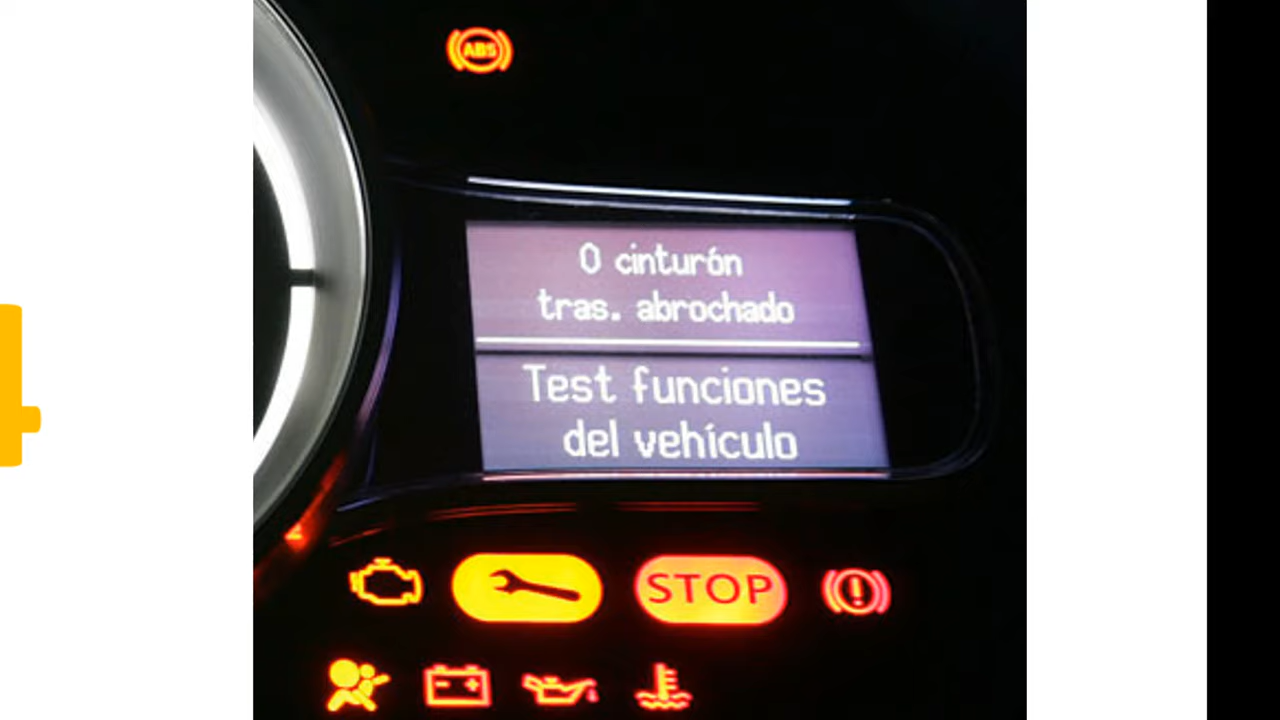 ABS
0 cinturón
tras. abrochado
Test funciones
del vehículo
STOP